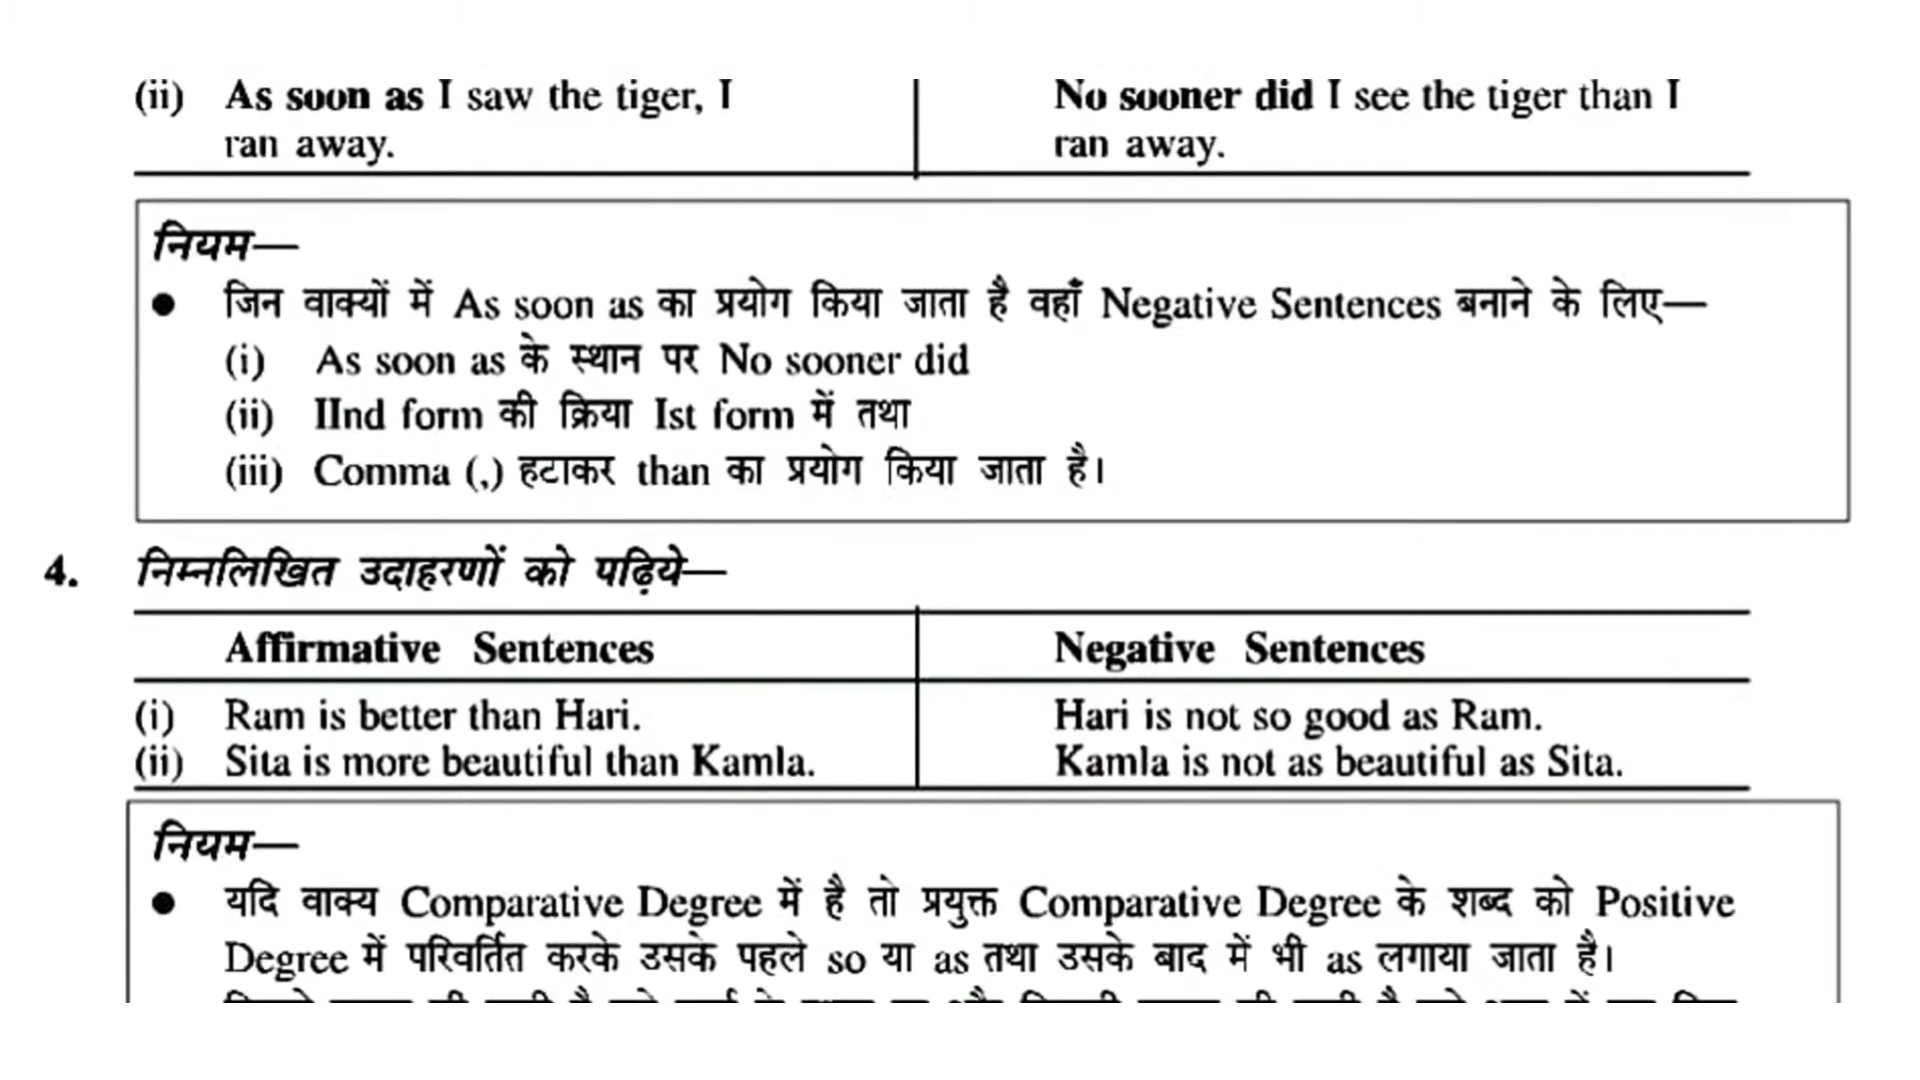 (ii) As soon as I saw the tiger, I
ran away.
No sooner did I see the tiger than I
ran away.
नियम—
● जिन वाक्यों में As soon as का प्रयोग किया जाता है वहाँ Negative Sentences बनाने के लिए—
(i) As soon as के स्थान पर No sooner did
(ii) IInd form की क्रिया Ist form में तथा
(iii) Comma (,) हटाकर than का प्रयोग किया जाता है।
4. निम्नलिखित उदाहरणों को पढ़िये—
Affirmative Sentences Negative Sentences
(i) Ram is better than Hari. Hari is not so good as Ram.
(ii) Sita is more beautiful than Kamla. Kamla is not as beautiful as Sita.
नियम—
● यदि वाक्य Comparative Degree में है तो प्रयुक्त Comparative Degree के शब्द को Positive
Degree में परिवर्तित करके उसके पहले so या as तथा उसके बाद में भी as लगाया जाता है।